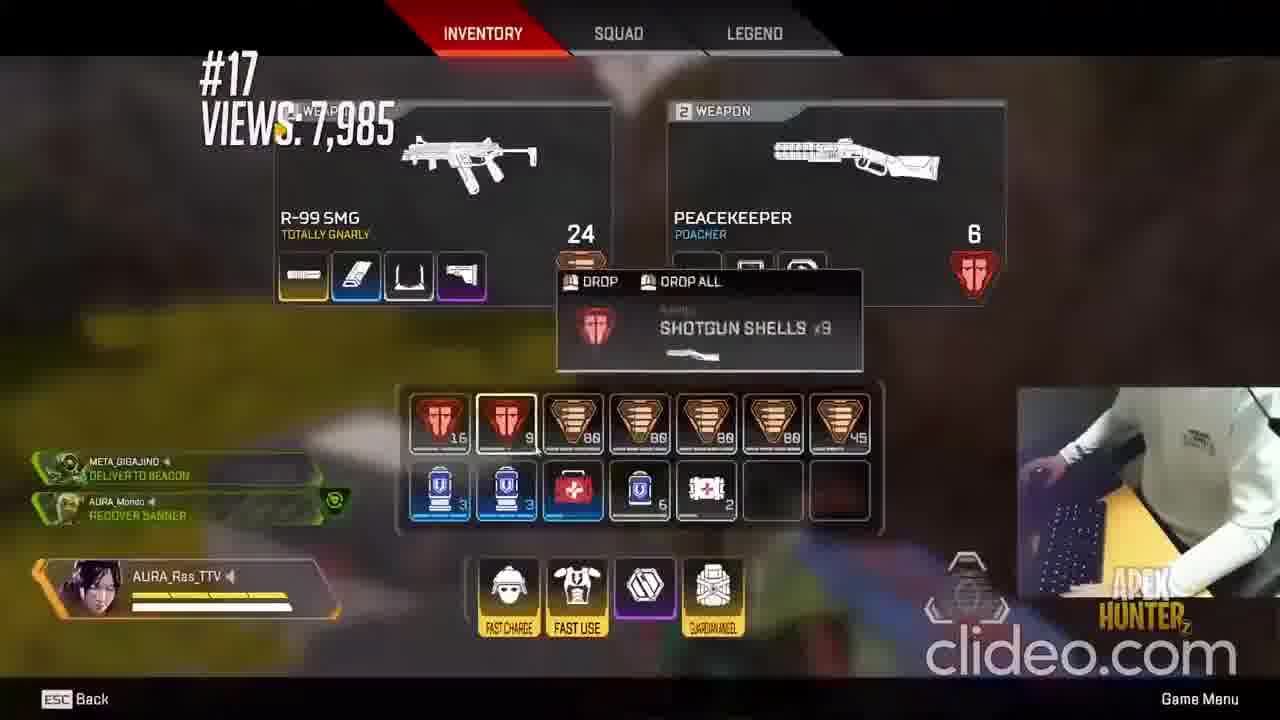 INVENTORY
SQUAD
LEGEND
#17
VIEWS: 7,985
2 WEAPON
R-99 SMG
TOTALLY GNARLY
24
PEACEKEEPER
POACHER
6
DROP
DROP ALL
SHOTGUN SHELLS x9
16
9
80
80
80
80
45
3
3
6
2
META_GIGAJIND
DELIVER TO BEACON
AURA_Mondo
RECOVER BANNER
AURA_Ras_TTV
FAST CHARGE
FAST USE
GUARDIAN ANGEL
APEX
HUNTERZ
clideo.com
ESC Back
Game Menu